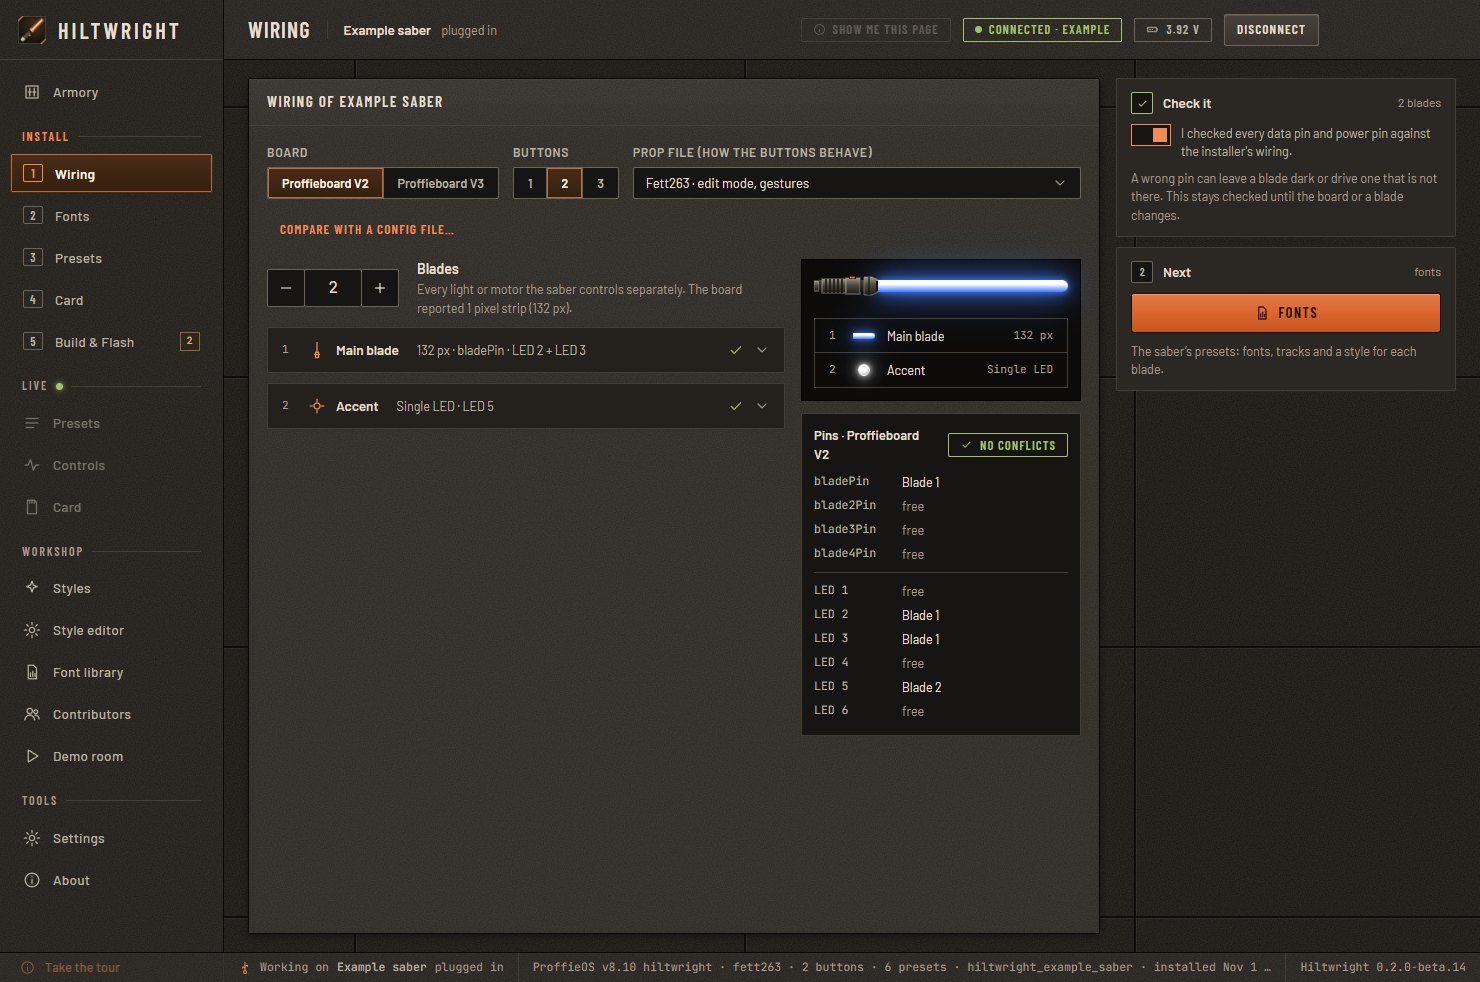 HILTWRIGHT
WIRING
Example saber plugged in
SHOW ME THIS PAGE
CONNECTED · EXAMPLE
3.92 V
DISCONNECT
Armory
INSTALL
1 Wiring
2 Fonts
3 Presets
4 Card
5 Build & Flash 2
LIVE
Presets
Controls
Card
WORKSHOP
Styles
Style editor
Font library
Contributors
Demo room
TOOLS
Settings
About
Take the tour
WIRING OF EXAMPLE SABER
BOARD
Proffieboard V2 Proffieboard V3
BUTTONS
1 2 3
PROP FILE (HOW THE BUTTONS BEHAVE)
Fett263 · edit mode, gestures
COMPARE WITH A CONFIG FILE…
2
Blades
Every light or motor the saber controls separately. The board
reported 1 pixel strip (132 px).
1 Main blade 132 px · bladePin · LED 2 + LED 3
2 Accent Single LED · LED 5
1 Main blade 132 px
2 Accent Single LED
Pins · Proffieboard
V2
NO CONFLICTS
bladePin Blade 1
blade2Pin free
blade3Pin free
blade4Pin free
LED 1 free
LED 2 Blade 1
LED 3 Blade 1
LED 4 free
LED 5 Blade 2
LED 6 free
Check it 2 blades
I checked every data pin and power pin against
the installer's wiring.
A wrong pin can leave a blade dark or drive one that is not
there. This stays checked until the board or a blade
changes.
2 Next fonts
FONTS
The saber's presets: fonts, tracks and a style for each
blade.
Working on Example saber plugged in
ProffieOS v8.10 hiltwright · fett263 · 2 buttons · 6 presets · hiltwright_example_saber · installed Nov 1 …
Hiltwright 0.2.0-beta.14